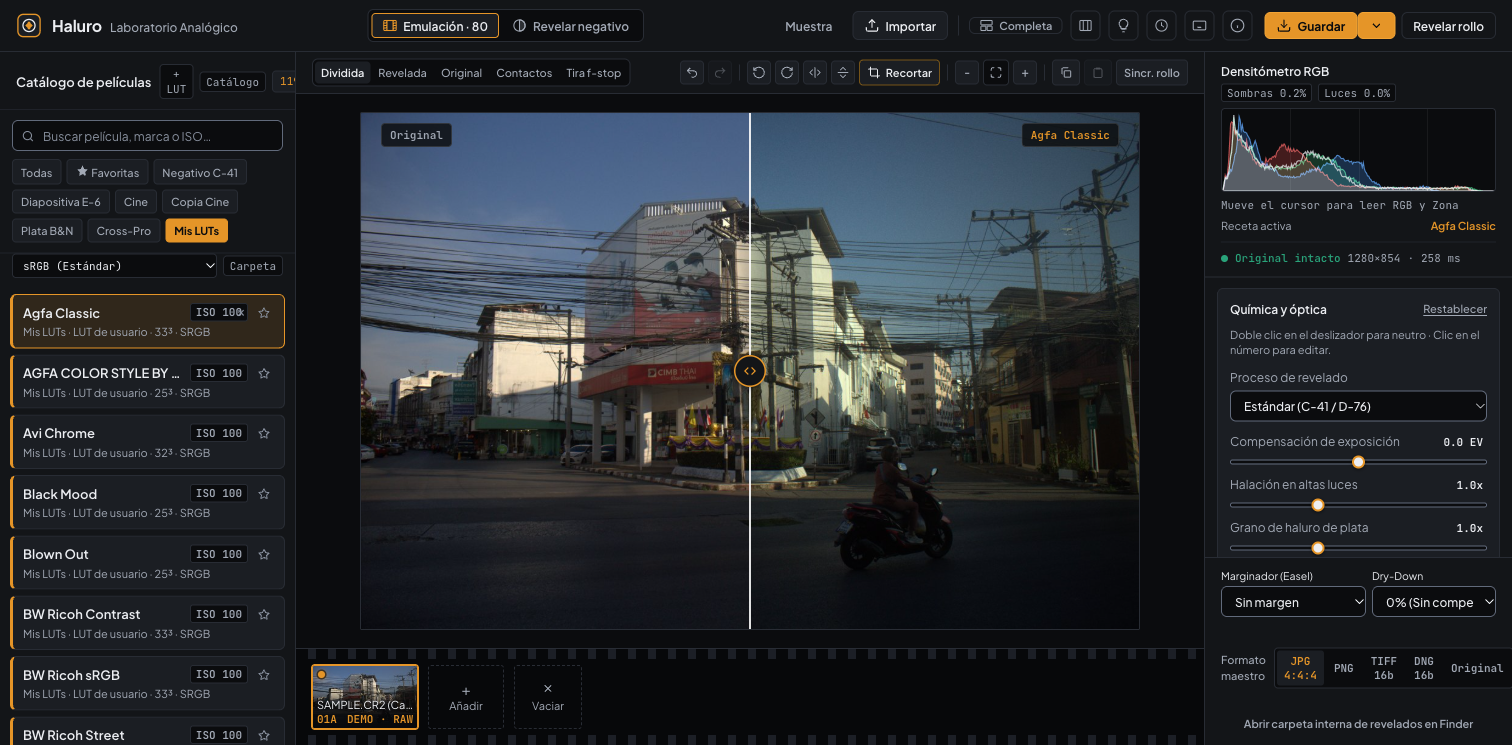 Haluro Laboratorio Analógico
Emulación · 80
Revelar negativo
Muestra
Importar
Completa
Guardar
Revelar rollo
Catálogo de películas
+
LUT
Catálogo
Buscar película, marca o ISO...
Todas
Favoritas
Negativo C-41
Diapositiva E-6
Cine
Copia Cine
Plata B&N
Cross-Pro
Mis LUTs
sRGB (Estándar)
Carpeta
Agfa Classic
ISO 100
Mis LUTs · LUT de usuario · 33³ · SRGB
AGFA COLOR STYLE BY ...
ISO 100
Mis LUTs · LUT de usuario · 25³ · SRGB
Avi Chrome
ISO 100
Mis LUTs · LUT de usuario · 32³ · SRGB
Black Mood
ISO 100
Mis LUTs · LUT de usuario · 25³ · SRGB
Blown Out
ISO 100
Mis LUTs · LUT de usuario · 25³ · SRGB
BW Ricoh Contrast
ISO 100
Mis LUTs · LUT de usuario · 33³ · SRGB
BW Ricoh sRGB
ISO 100
Mis LUTs · LUT de usuario · 33³ · SRGB
BW Ricoh Street
ISO 100
Dividida
Revelada
Original
Contactos
Tira f-stop
Recortar
-
+
Sincr. rollo
Original
Agfa Classic
CIMB THAI
SAMPLE.CR2 (Ca...
01A DEMO · RAW
+
Añadir
×
Vaciar
Densitómetro RGB
Sombras 0.2%
Luces 0.0%
Mueve el cursor para leer RGB y Zona
Receta activa
Agfa Classic
Original intacto 1280×854 · 258 ms
Química y óptica
Restablecer
Doble clic en el deslizador para neutro · Clic en el
número para editar.
Proceso de revelado
Estándar (C-41 / D-76)
Compensación de exposición
0.0 EV
Halación en altas luces
1.0x
Grano de haluro de plata
1.0x
Marginador (Easel)
Dry-Down
Sin margen
0% (Sin compe
Formato
maestro
JPG
4:4:4
PNG
TIFF
16b
DNG
16b
Original
Abrir carpeta interna de revelados en Finder